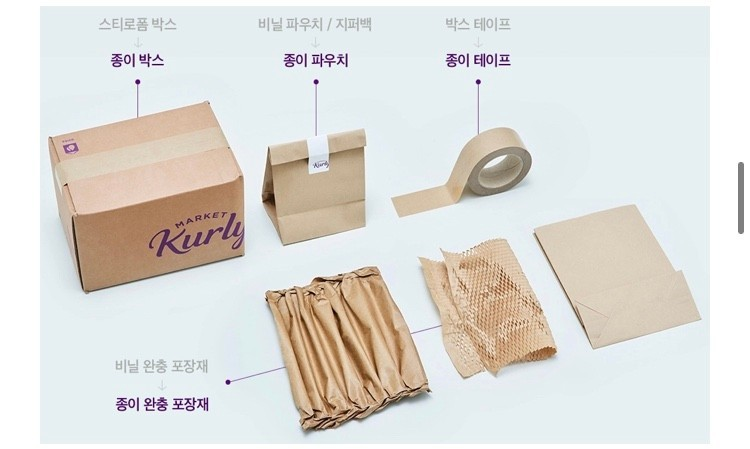 스티로폼 박스
↓
종이 박스
비닐 파우치 / 지퍼백
↓
종이 파우치
박스 테이프
↓
종이 테이프
MARKET
Kurly
Kurly
비닐 완충 포장재
↓
종이 완충 포장재